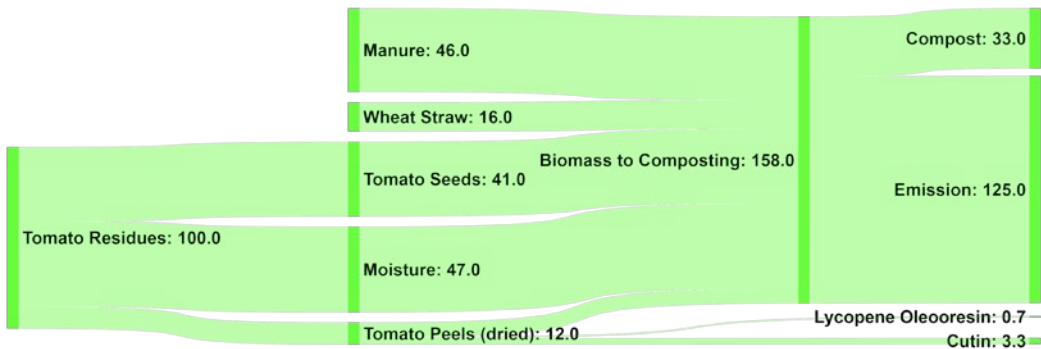 Manure: 46.0
Compost: 33.0
Wheat Straw: 16.0
Biomass to Composting: 158.0
Tomato Seeds: 41.0
Emission: 125.0
Tomato Residues: 100.0
Moisture: 47.0
Lycopene Oleooresin: 0.7
Tomato Peels (dried): 12.0
Cutin: 3.3